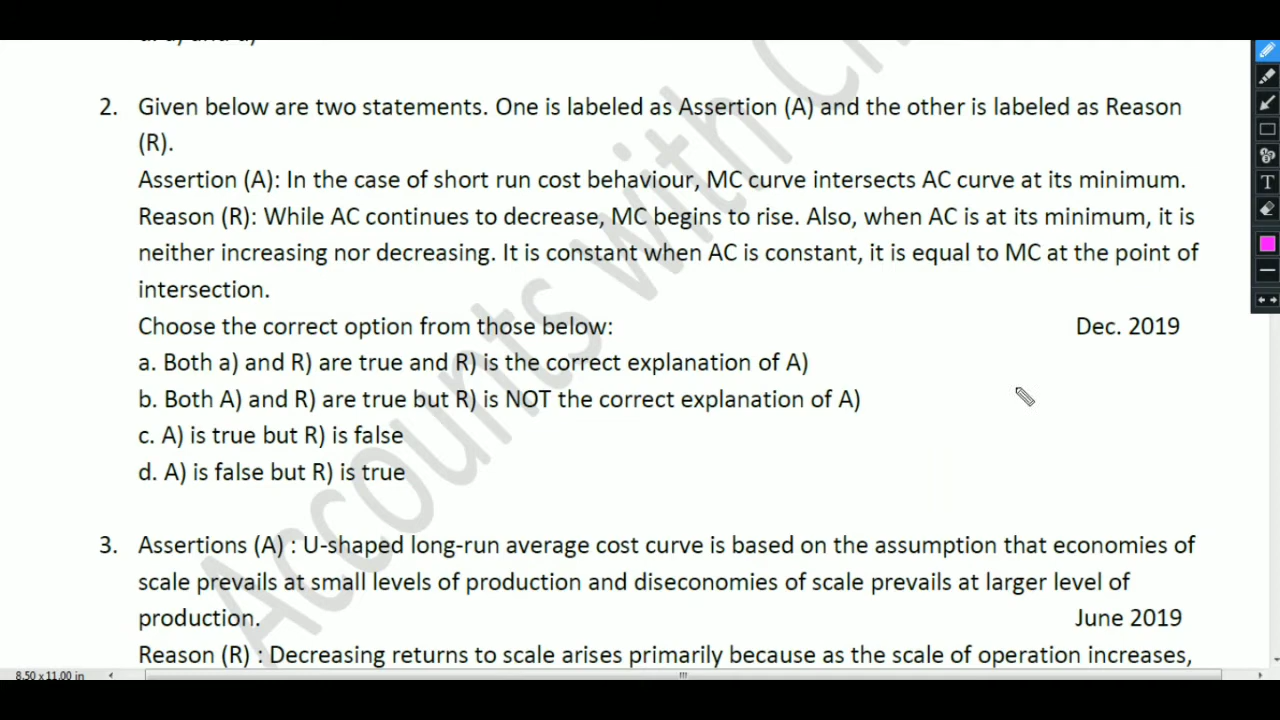 2. Given below are two statements. One is labeled as Assertion (A) and the other is labeled as Reason
(R).
Assertion (A): In the case of short run cost behaviour, MC curve intersects AC curve at its minimum.
Reason (R): While AC continues to decrease, MC begins to rise. Also, when AC is at its minimum, it is
neither increasing nor decreasing. It is constant when AC is constant, it is equal to MC at the point of
intersection.
Choose the correct option from those below: Dec. 2019
a. Both a) and R) are true and R) is the correct explanation of A)
b. Both A) and R) are true but R) is NOT the correct explanation of A)
c. A) is true but R) is false
d. A) is false but R) is true
3. Assertions (A) : U-shaped long-run average cost curve is based on the assumption that economies of
scale prevails at small levels of production and diseconomies of scale prevails at larger level of
production. June 2019
Reason (R) : Decreasing returns to scale arises primarily because as the scale of operation increases,
8.50 x 11.00 in
Accounts with
T